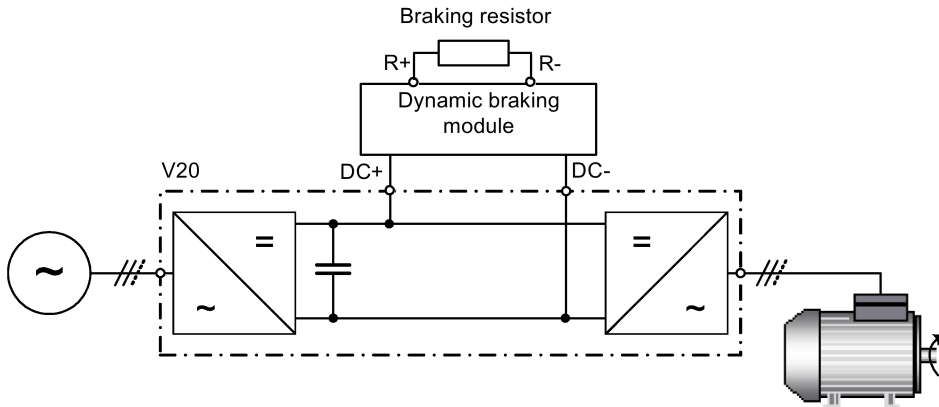 Braking resistor
R+ R-
Dynamic braking
module
V20 DC+ DC-
= =
~ ~ ~